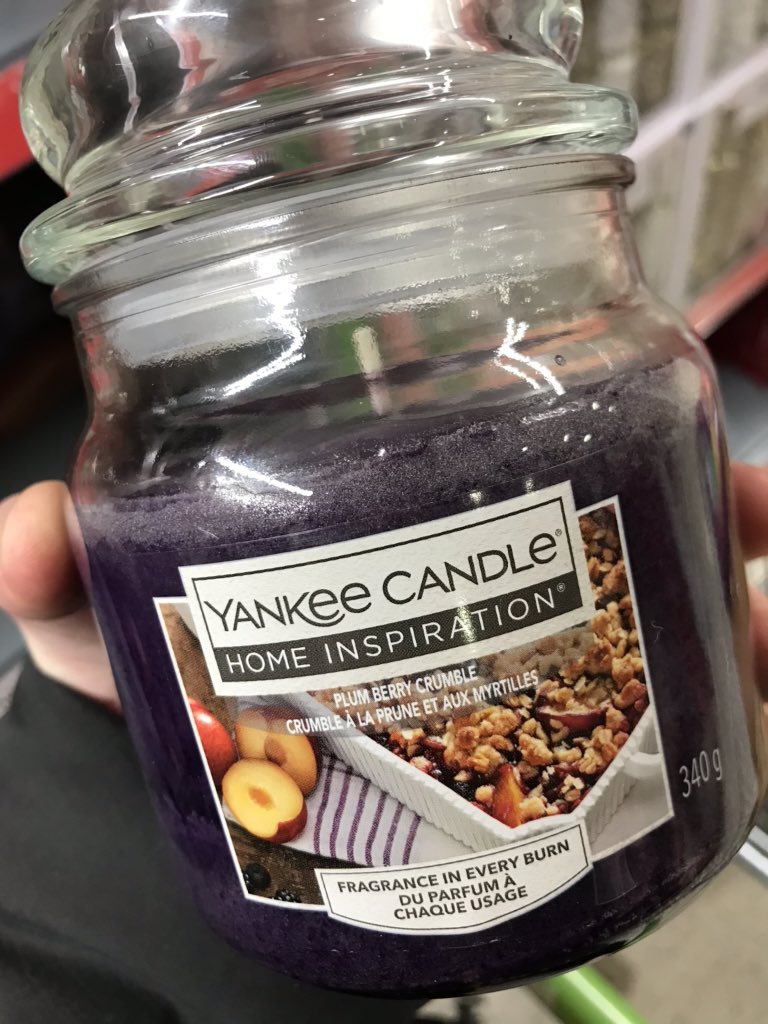 YANKEE CANDLE®
HOME INSPIRATION®
PLUM BERRY CRUMBLE
CRUMBLE À LA PRUNE ET AUX MYRTILLES
340 g
FRAGRANCE IN EVERY BURN
DU PARFUM À
CHAQUE USAGE